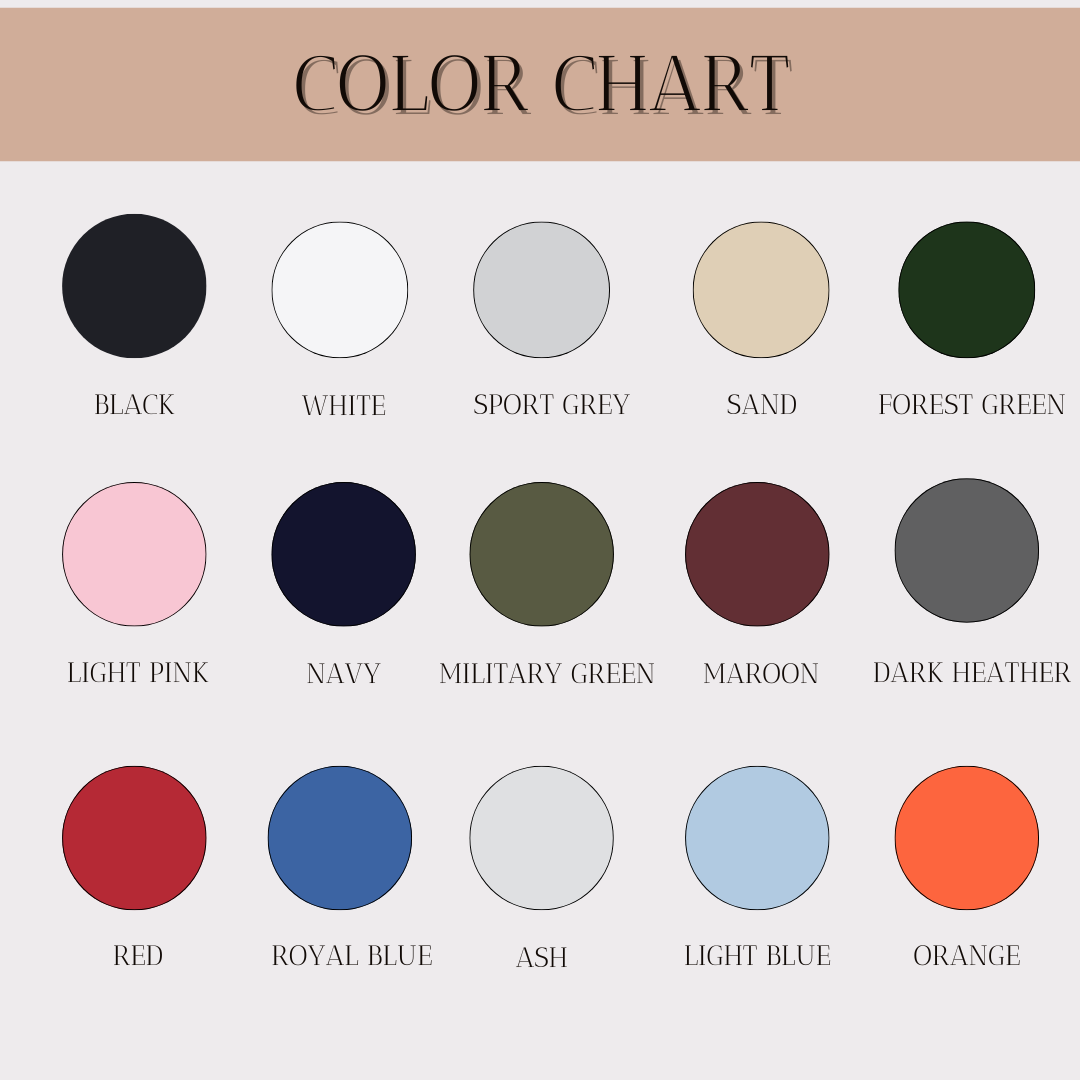 COLOR CHART
BLACK
WHITE
SPORT GREY
SAND
FOREST GREEN
LIGHT PINK
NAVY
MILITARY GREEN
MAROON
DARK HEATHER
RED
ROYAL BLUE
ASH
LIGHT BLUE
ORANGE